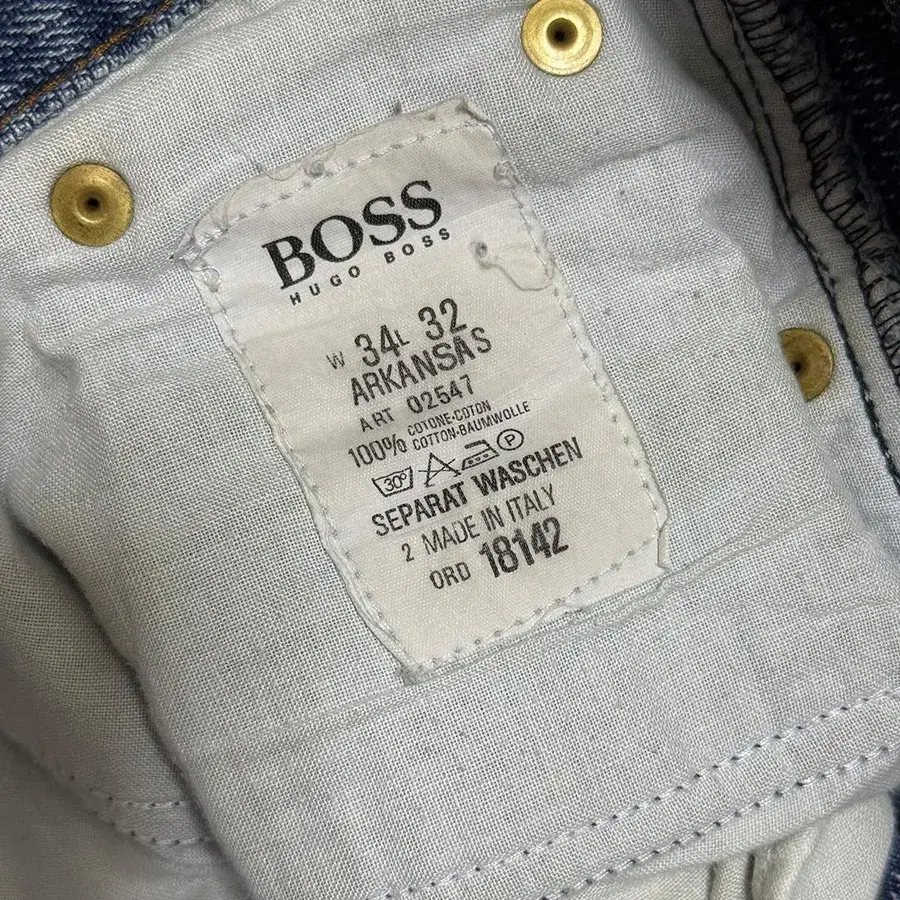 BOSS
HUGO BOSS
W 34 L 32
ARKANSAS
ART 02547
100% COTONE-COTON
COTTON-BAUMWOLLE
30° P
SEPARAT WASCHEN
2 MADE IN ITALY
ORD 18142